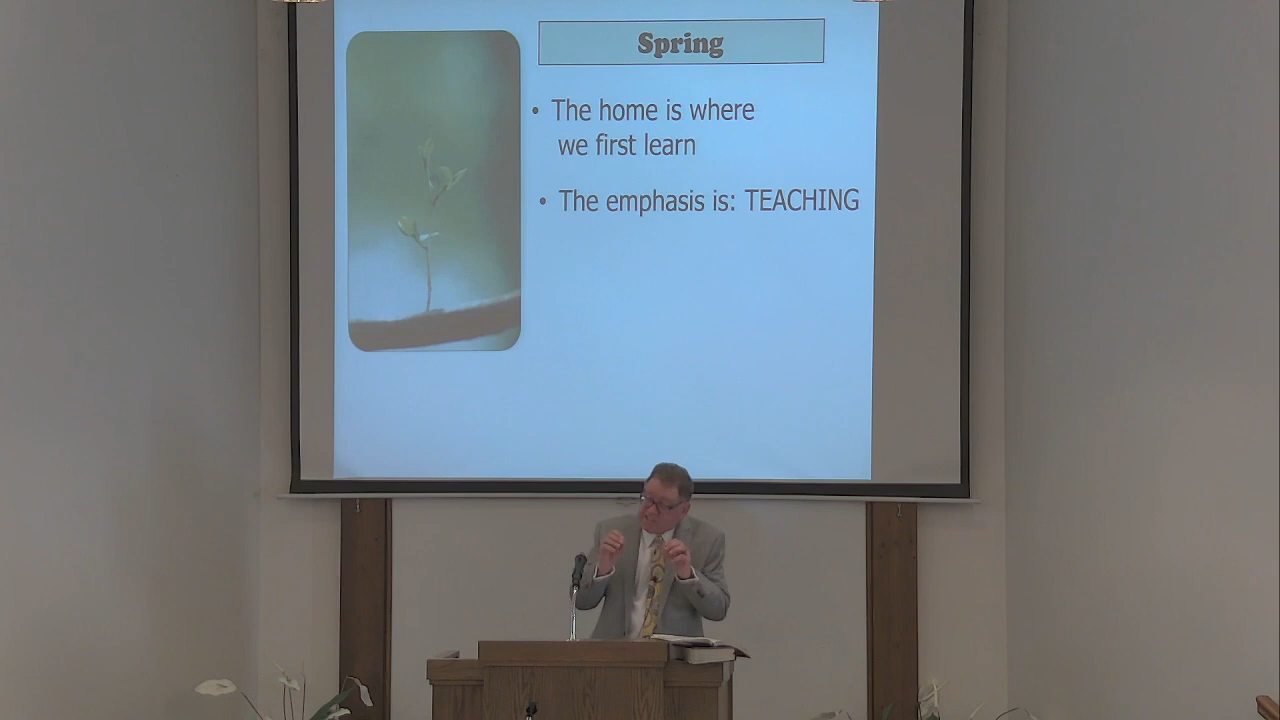 Spring
• The home is where
we first learn
• The emphasis is: TEACHING